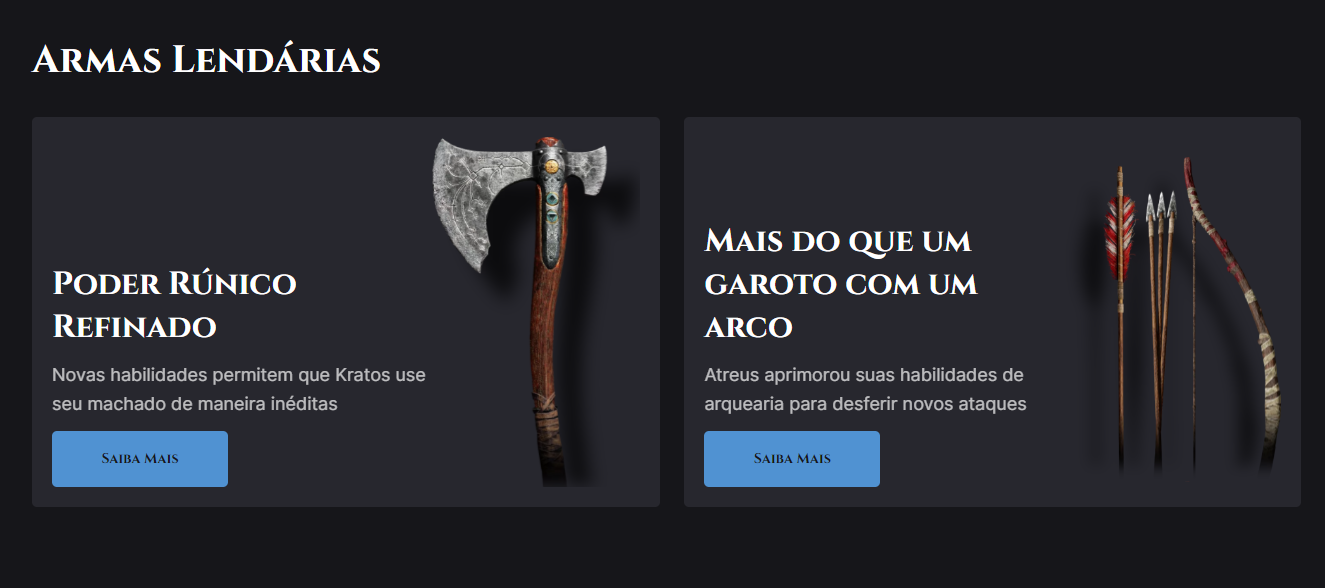 Armas Lendárias
Poder Rúnico
Refinado
Novas habilidades permitem que Kratos use
seu machado de maneira inéditas
Saiba Mais
Mais do que um
garoto com um
arco
Atreus aprimorou suas habilidades de
arquearia para desferir novos ataques
Saiba Mais